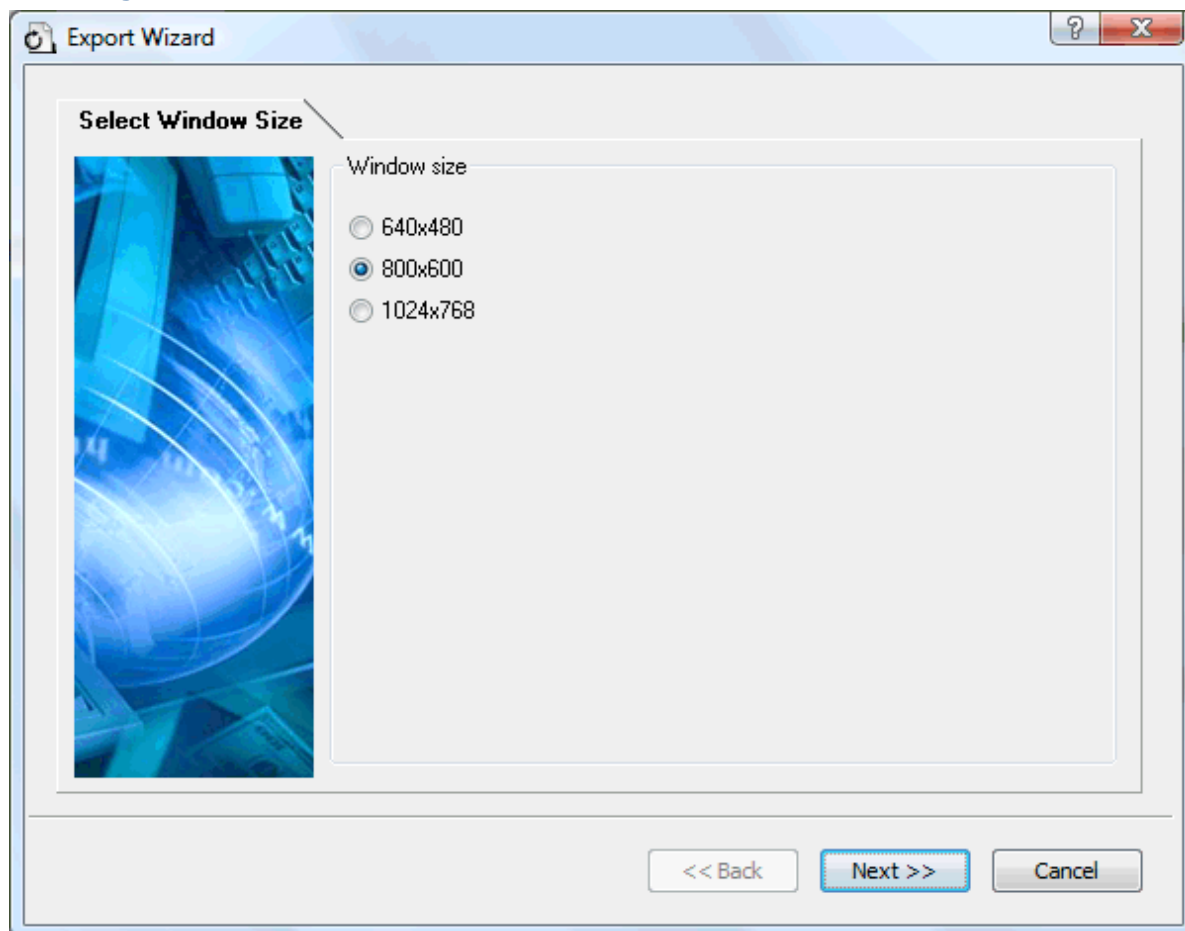 Export Wizard
?
X
Select Window Size
Window size
640x480
800x600
1024x768
<< Back
Next >>
Cancel